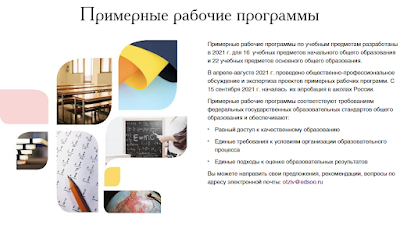 Примерные рабочие программы
Примерные рабочие программы по учебным предметам разработаны
в 2021 г. для 16 учебных предметов начального общего образования
и 22 учебных предметов основного общего образования.
В апреле-августе 2021 г. проведено общественно-профессиональное
обсуждение и экспертиза проектов примерных рабочих программ. С
15 сентября 2021 г. началась их апробация в школах России.
Примерные рабочие программы соответствуют требованиям
федеральных государственных образовательных стандартов общего
образования и обеспечивают:
• Равный доступ к качественному образованию
• Единые требования к условиям организации образовательного
процесса
• Единые подходы к оценке образовательных результатов
Вы можете направить свои предложения, рекомендации, вопросы по
адресу электронной почты: otziv@edsoo.ru